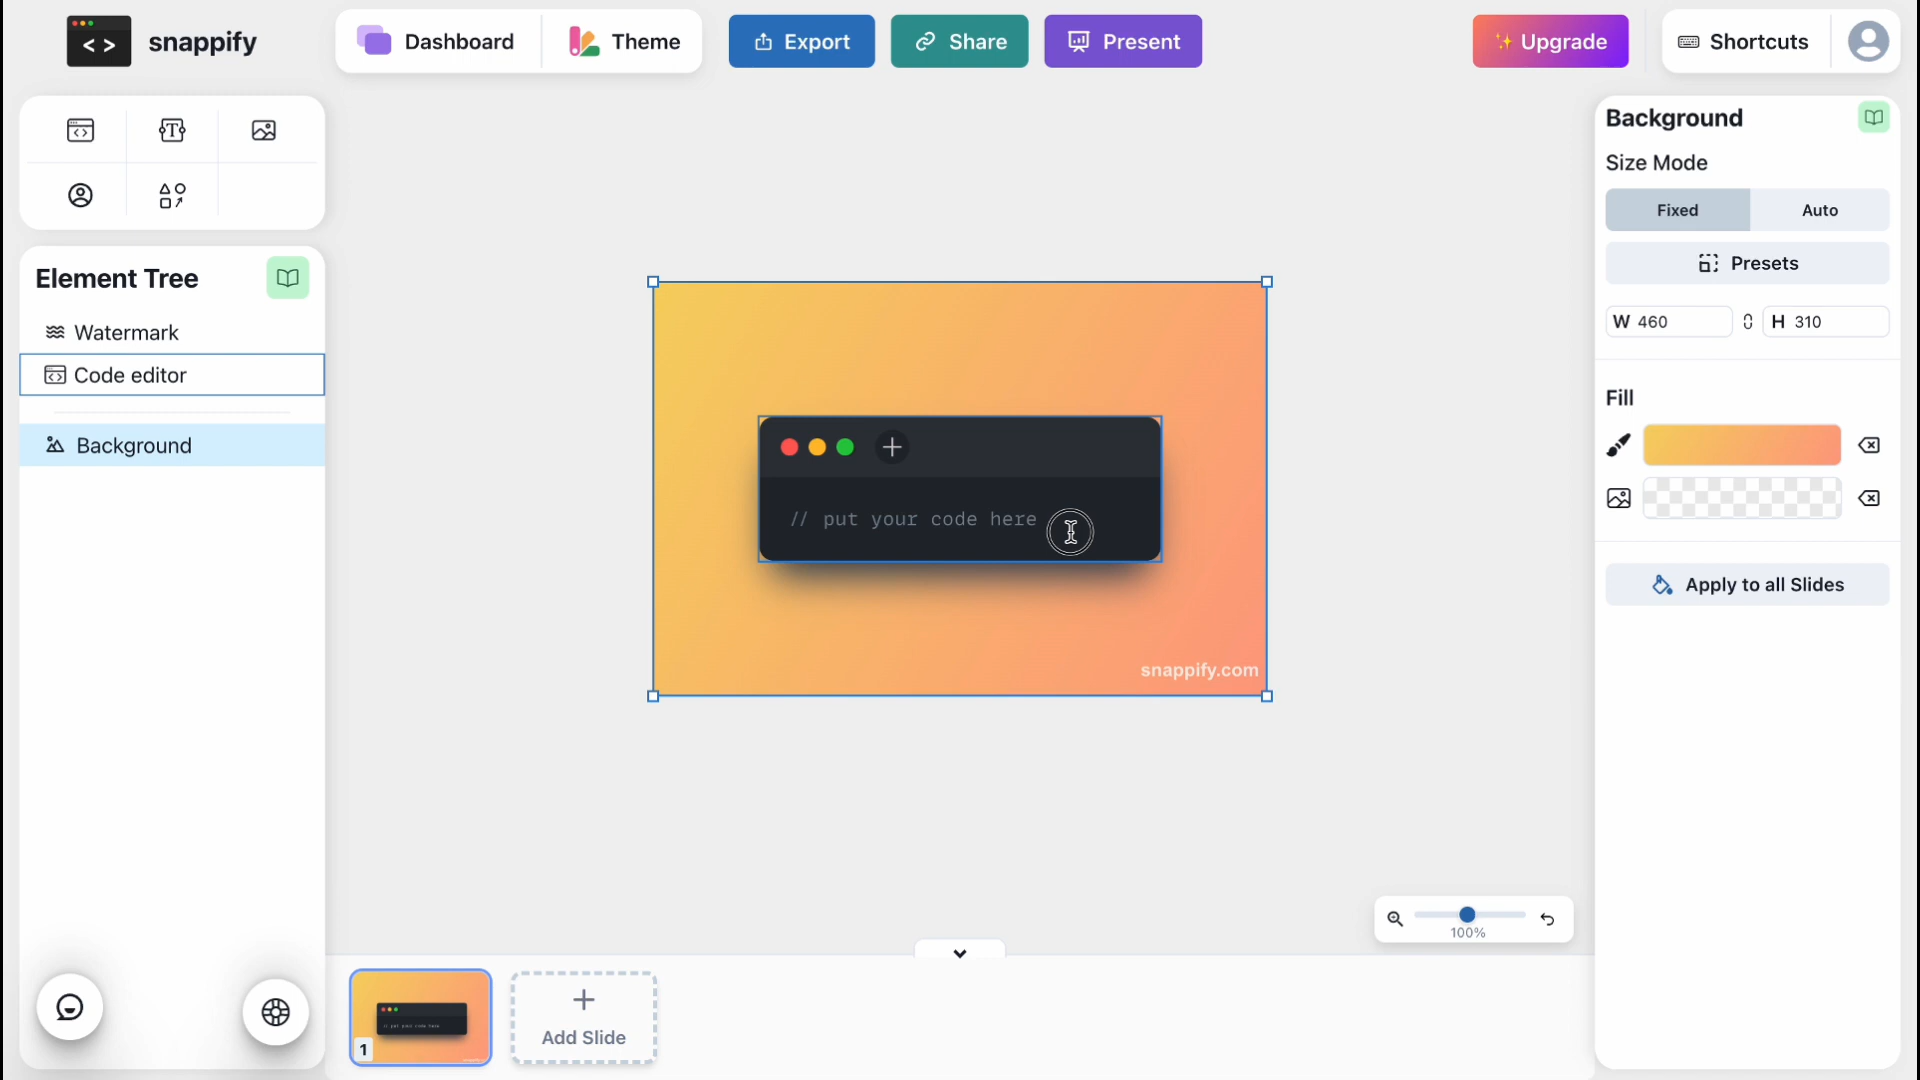 snappify
Dashboard
Theme
Export
Share
Present
Upgrade
Shortcuts
Element Tree
Watermark
Code editor
Background
// put your code here
snappify.com
Background
Size Mode
Fixed
Auto
Presets
W 460
H 310
Fill
Apply to all Slides
100%
1
Add Slide